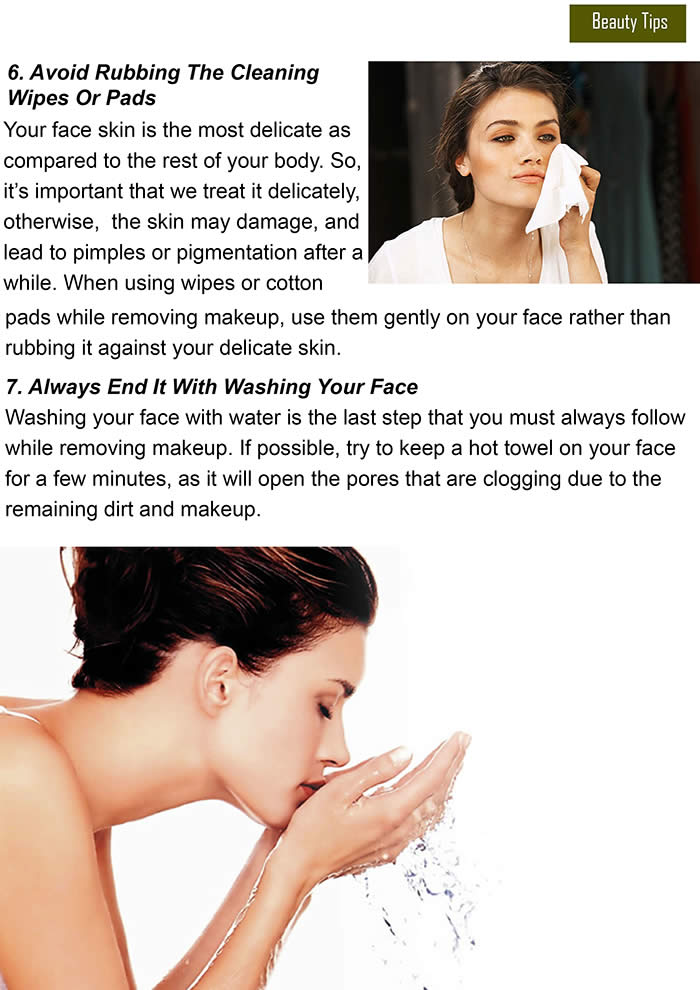 Beauty Tips
6. Avoid Rubbing The Cleaning
Wipes Or Pads
Your face skin is the most delicate as
compared to the rest of your body. So,
it's important that we treat it delicately,
otherwise,  the skin may damage, and
lead to pimples or pigmentation after a
while. When using wipes or cotton
pads while removing makeup, use them gently on your face rather than
rubbing it against your delicate skin.
7. Always End It With Washing Your Face
Washing your face with water is the last step that you must always follow
while removing makeup. If possible, try to keep a hot towel on your face
for a few minutes, as it will open the pores that are clogging due to the
remaining dirt and makeup.